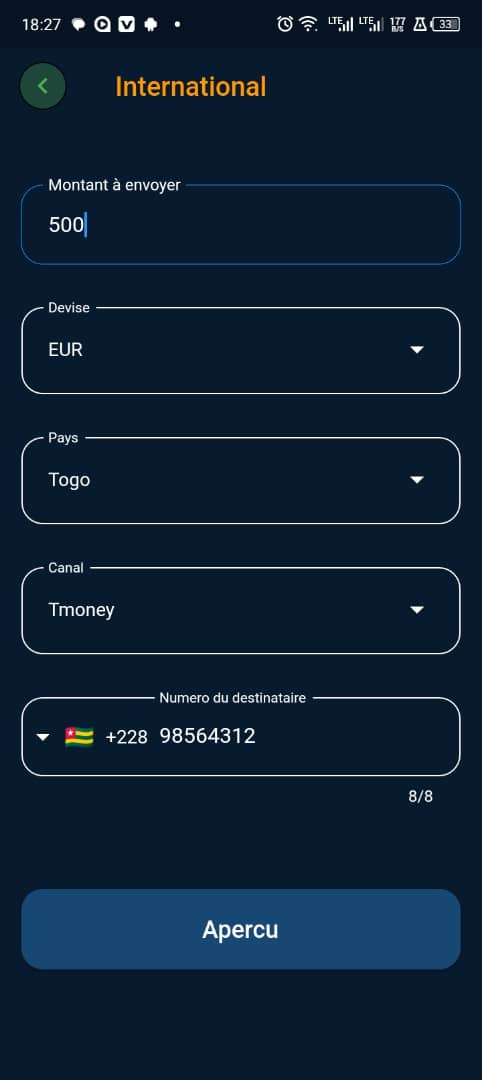 18:27 LTE LTE 177 B/S 33
International
Montant à envoyer
500
Devise
EUR
Pays
Togo
Canal
Tmoney
Numero du destinataire
+228 98564312
8/8
Apercu